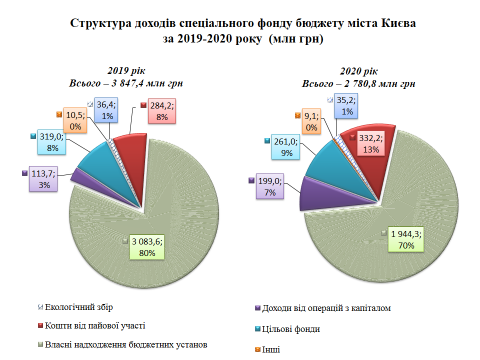 Структура доходів спеціального фонду бюджету міста Києва
за 2019-2020 року (млн грн)
2019 рік
Всього – 3 847,4 млн грн
36,4;
1%
284,2;
8%
10,5;
0%
319,0;
8%
113,7;
3%
3 083,6;
80%
2020 рік
Всього – 2 780,8 млн грн
35,2;
1%
332,2;
13%
9,1;
0%
261,0;
9%
199,0;
7%
1 944,3;
70%
Екологічний збір
Кошти від пайової участі
Власні надходження бюджетних установ
Доходи від операцій з капіталом
Цільові фонди
Інші